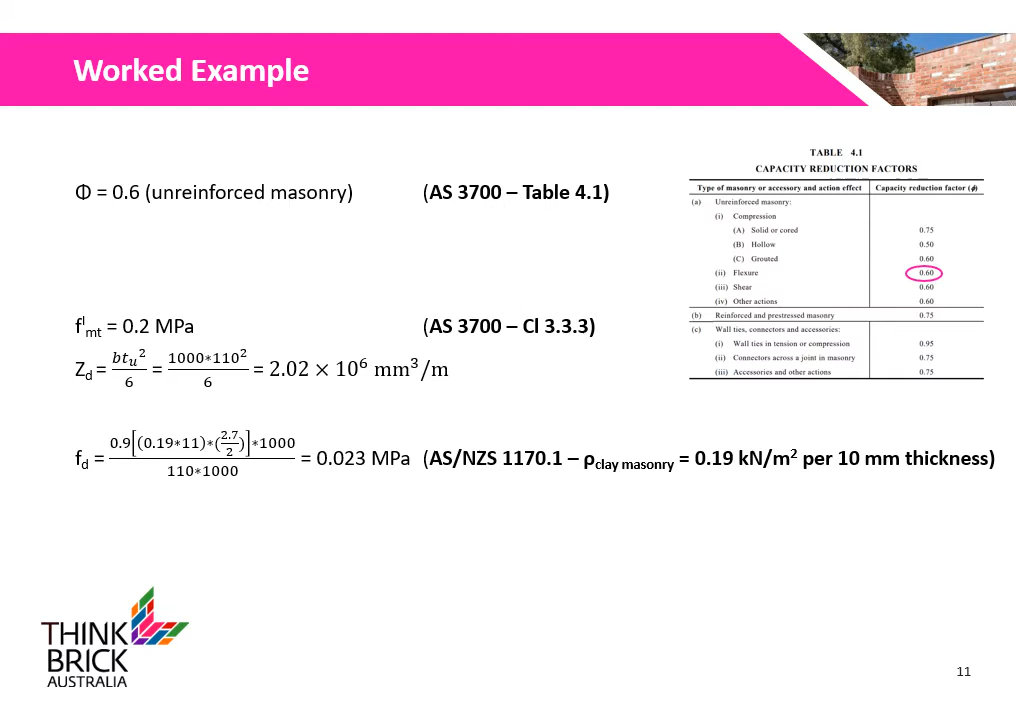 Worked Example
Φ = 0.6 (unreinforced masonry) (AS 3700 – Table 4.1)
f'mt = 0.2 MPa (AS 3700 – Cl 3.3.3)
Zd = btu²/6 = 1000*110²/6 = 2.02 × 10⁶ mm³/m
fd = 0.9[(0.19*11)*(2.7/2)]*1000/110*1000 = 0.023 MPa (AS/NZS 1170.1 – ρclay masonry = 0.19 kN/m² per 10 mm thickness)
TABLE 4.1
CAPACITY REDUCTION FACTORS
Type of masonry or accessory and action effect Capacity reduction factor (ϕ)
(a) Unreinforced masonry:
(i) Compression
(A) Solid or cored 0.75
(B) Hollow 0.50
(C) Grouted 0.60
(ii) Flexure 0.60
(iii) Shear 0.60
(iv) Other actions 0.60
(b) Reinforced and prestressed masonry 0.75
(c) Wall ties, connectors and accessories:
(i) Wall ties in tension or compression 0.95
(ii) Connectors across a joint in masonry 0.75
(iii) Accessories and other actions 0.75
THINK
BRICK
AUSTRALIA
11